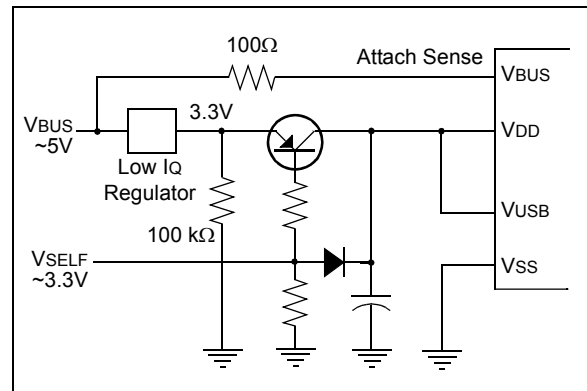 100Ω
Attach Sense
VBUS
VBUS
~5V
3.3V
VDD
Low IQ
Regulator
VUSB
100 kΩ
VSELF
~3.3V
VSS